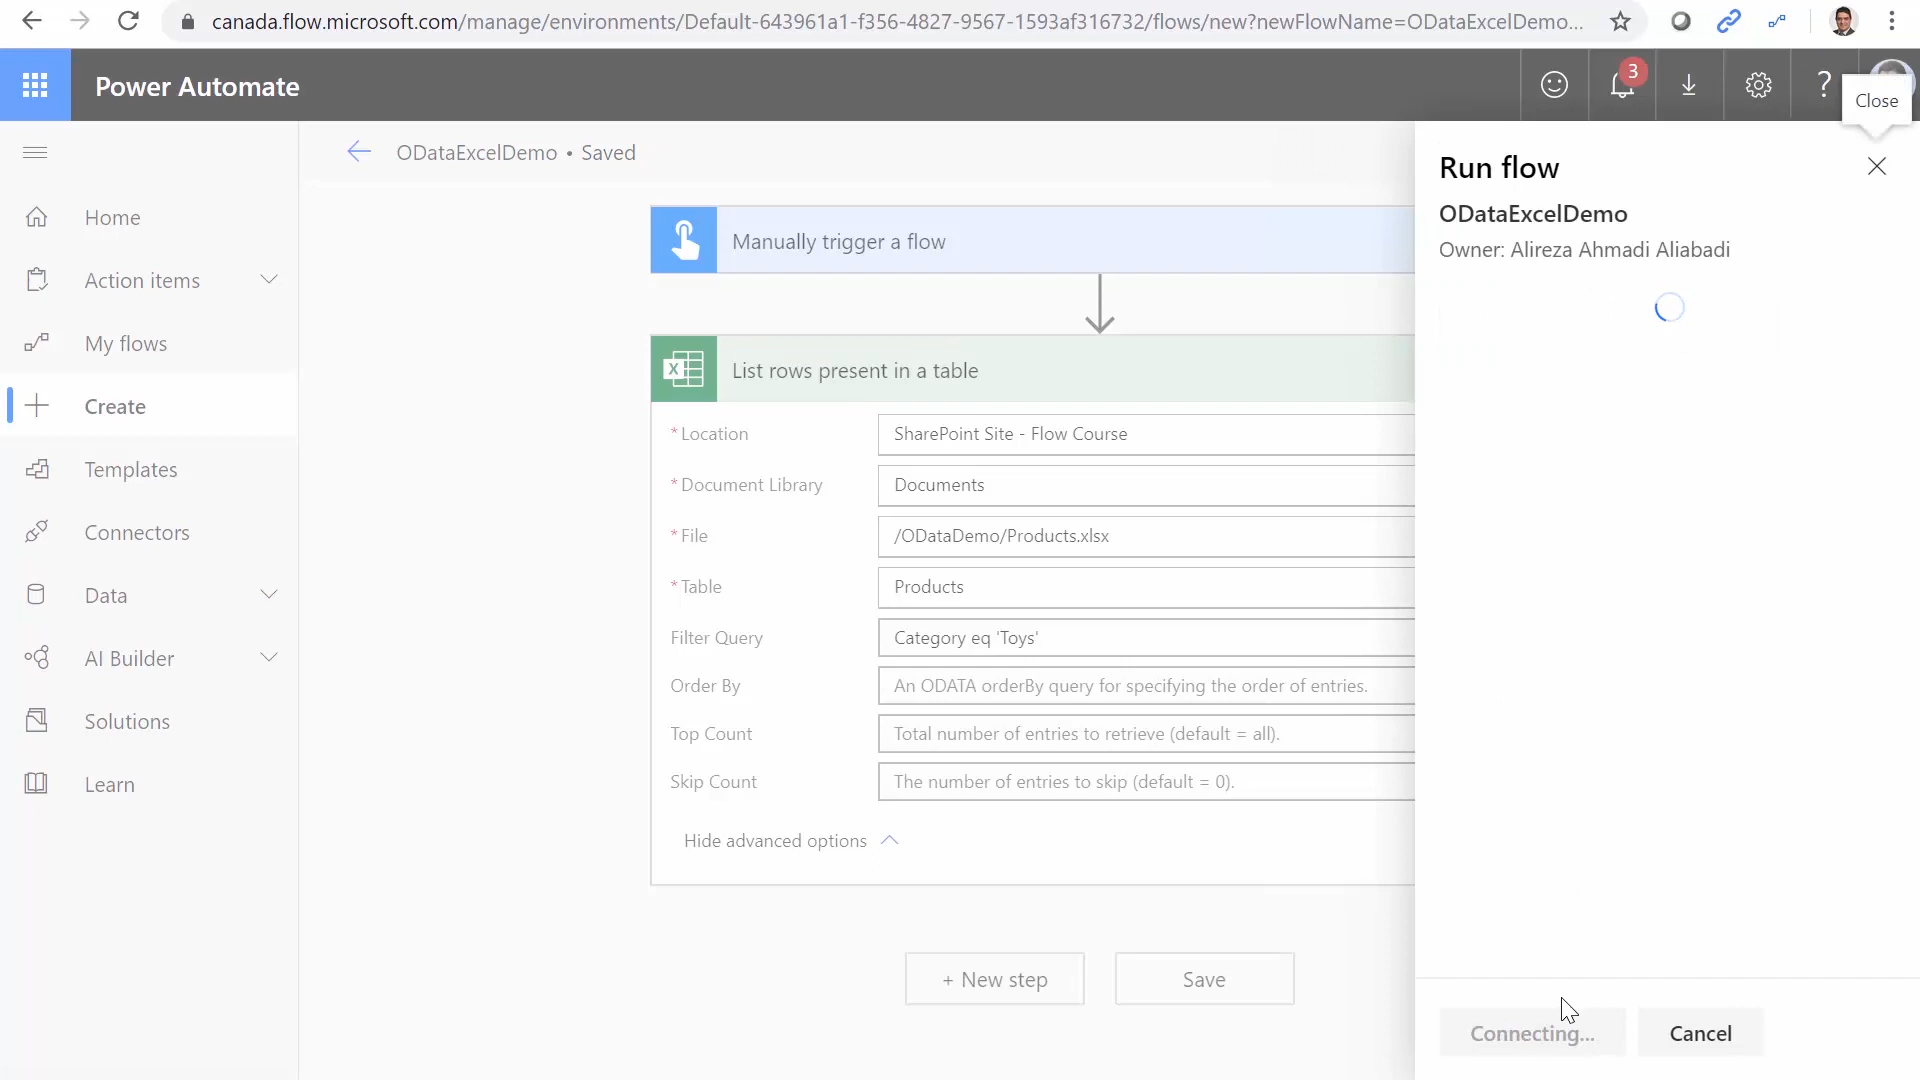 canada.flow.microsoft.com/manage/environments/Default-643961a1-f356-4827-9567-1593af316732/flows/new?newFlowName=ODataExcelDemo...
Power Automate
3
?
Close
ODataExcelDemo • Saved
Home
Action items
My flows
Create
Templates
Connectors
Data
AI Builder
Solutions
Learn
Manually trigger a flow
List rows present in a table
* Location
SharePoint Site - Flow Course
* Document Library
Documents
* File
/ODataDemo/Products.xlsx
* Table
Products
Filter Query
Category eq 'Toys'
Order By
An ODATA orderBy query for specifying the order of entries.
Top Count
Total number of entries to retrieve (default = all).
Skip Count
The number of entries to skip (default = 0).
Hide advanced options
+ New step
Save
Run flow
ODataExcelDemo
Owner: Alireza Ahmadi Aliabadi
Connecting...
Cancel